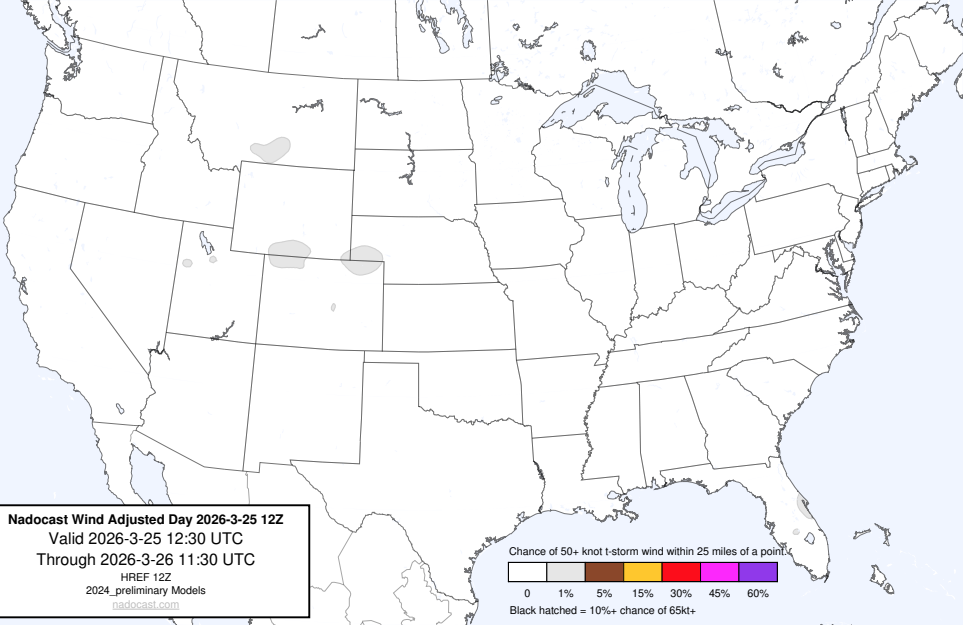 Nadocast Wind Adjusted Day 2026-3-25 12Z
Valid 2026-3-25 12:30 UTC
Through 2026-3-26 11:30 UTC
HREF 12Z
2024_preliminary Models
nadocast.com
Chance of 50+ knot t-storm wind within 25 miles of a point.
0 1% 5% 15% 30% 45% 60%
Black hatched = 10%+ chance of 65kt+